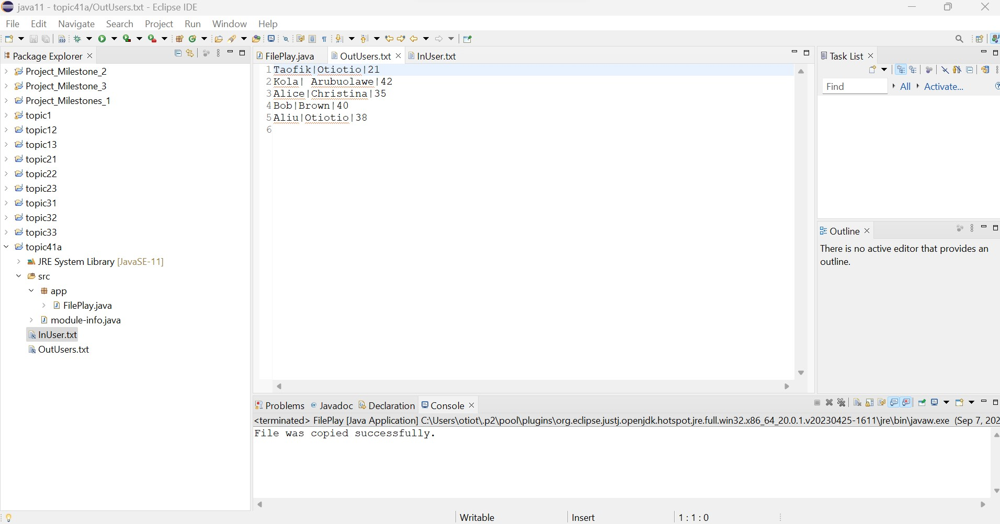 java11 - topic41a/OutUsers.txt - Eclipse IDE
File Edit Navigate Search Project Run Window Help
Package Explorer
Project_Milestone_2
Project_Milestone_3
Project_Milestones_1
topic1
topic12
topic13
topic21
topic22
topic23
topic31
topic32
topic33
topic41a
JRE System Library [JavaSE-11]
src
app
FilePlay.java
module-info.java
InUser.txt
OutUsers.txt
FilePlay.java OutUsers.txt InUser.txt
1 Taofik|Otiotio|21
2 Kola| Arubuolawe|42
3 Alice|Christina|35
4 Bob|Brown|40
5 Aliu|Otiotio|38
6
Task List
Find All Activate...
Outline
There is no active editor that provides an
outline.
Problems @ Javadoc Declaration Console
<terminated> FilePlay [Java Application] C:\Users\otiot\.p2\pool\plugins\org.eclipse.justj.openjdk.hotspot.jre.full.win32.x86_64_20.0.1.v20230425-1611\jre\bin\javaw.exe (Sep 7, 202
File was copied successfully.
Writable Insert 1 : 1 : 0